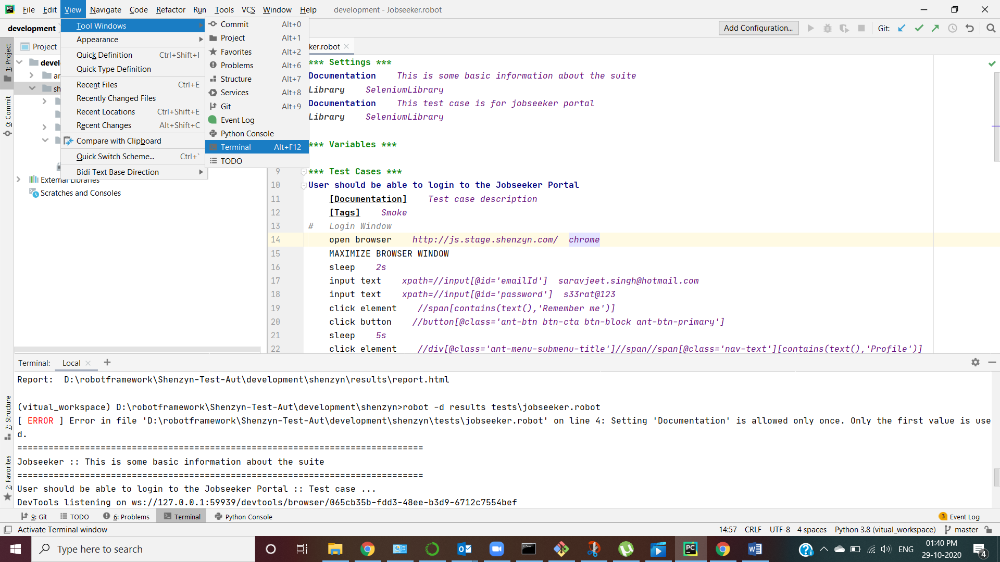 File Edit View Navigate Code Refactor Run Tools VCS Window Help development - Jobseeker.robot
development
Add Configuration...
Git:
Tool Windows
Appearance
Quick Definition Ctrl+Shift+I
Quick Type Definition
Recent Files Ctrl+E
Recently Changed Files
Recent Locations Ctrl+Shift+E
Recent Changes Alt+Shift+C
Compare with Clipboard
Quick Switch Scheme... Ctrl+`
Bidi Text Base Direction
Commit Alt+0
Project Alt+1
Favorites Alt+2
Problems Alt+6
Structure Alt+7
Services Alt+8
Git Alt+9
Event Log
Python Console
Terminal Alt+F12
TODO
1: Project
0: Commit
7: Structure
2: Favorites
Project
devel
ar
sh
External Libraries
Scratches and Consoles
ker.robot
*** Settings ***
Documentation This is some basic information about the suite
Library SeleniumLibrary
Documentation This test case is for jobseeker portal
Library SeleniumLibrary
*** Variables ***
9 *** Test Cases ***
10 User should be able to login to the Jobseeker Portal
11 [Documentation] Test case description
12 [Tags] Smoke
13 # Login Window
14 open browser http://js.stage.shenzyn.com/ chrome
15 MAXIMIZE BROWSER WINDOW
16 sleep 2s
17 input text xpath=//input[@id='emailId'] saravjeet.singh@hotmail.com
18 input text xpath=//input[@id='password'] s33rat@123
19 click element //span[contains(text(),'Remember me')]
20 click button //button[@class='ant-btn btn-cta btn-block ant-btn-primary']
21 sleep 5s
22 click element //div[@class='ant-menu-submenu-title']//span//span[@class='nav-text'][contains(text(),'Profile')]
Terminal: Local
Report: D:\robotframework\Shenzyn-Test-Aut\development\shenzyn\results\report.html
(vitual_workspace) D:\robotframework\Shenzyn-Test-Aut\development\shenzyn>robot -d results tests\jobseeker.robot
[ ERROR ] Error in file 'D:\robotframework\Shenzyn-Test-Aut\development\shenzyn\tests\jobseeker.robot' on line 4: Setting 'Documentation' is allowed only once. Only the first value is use
d.
==============================================================================
Jobseeker :: This is some basic information about the suite
==============================================================================
User should be able to login to the Jobseeker Portal :: Test case ...
DevTools listening on ws://127.0.0.1:59939/devtools/browser/065cb35b-fdd3-48ee-b3d9-6712c7554bef
9: Git TODO 6: Problems Terminal Python Console 3 Event Log
Activate Terminal window 14:57 CRLF UTF-8 4 spaces Python 3.8 (vitual_workspace) master
Type here to search
ENG
01:40 PM
29-10-2020
4